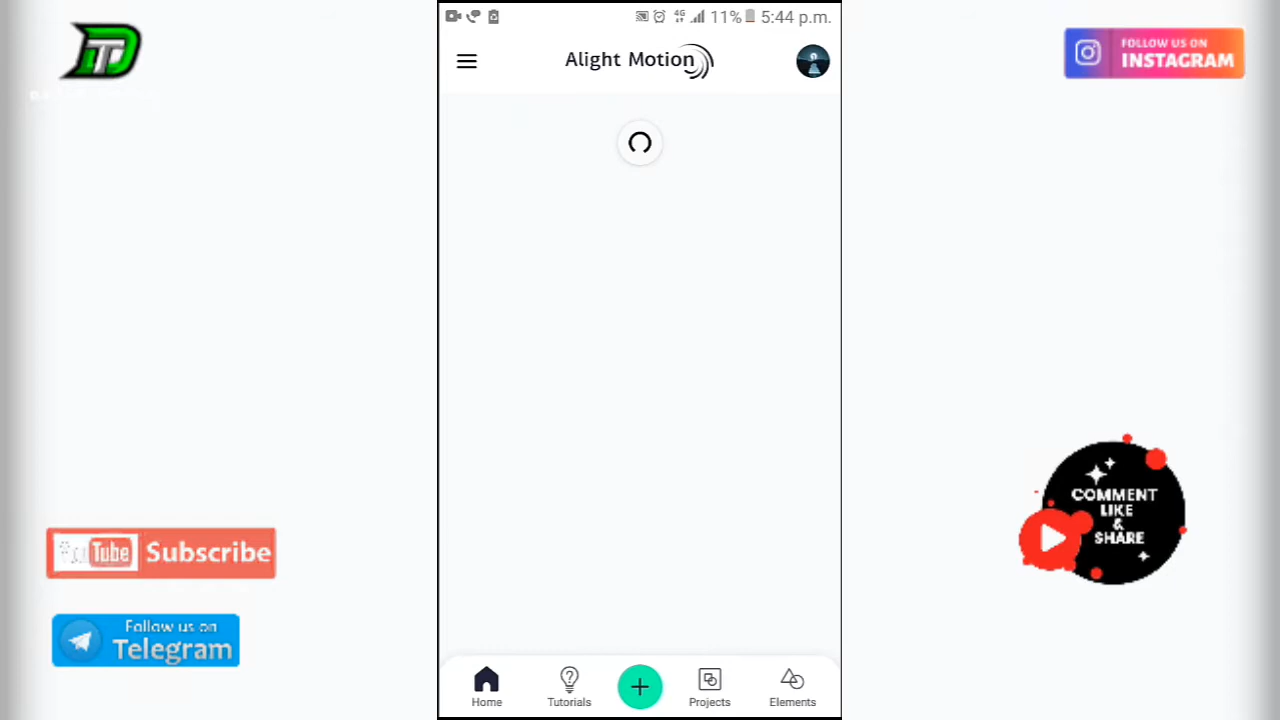 4G 11% 5:44 p.m.
Alight Motion
FOLLOW US ON
INSTAGRAM
COMMENT
LIKE
&
SHARE
Tube Subscribe
Follow us on
Telegram
Home Tutorials Projects Elements